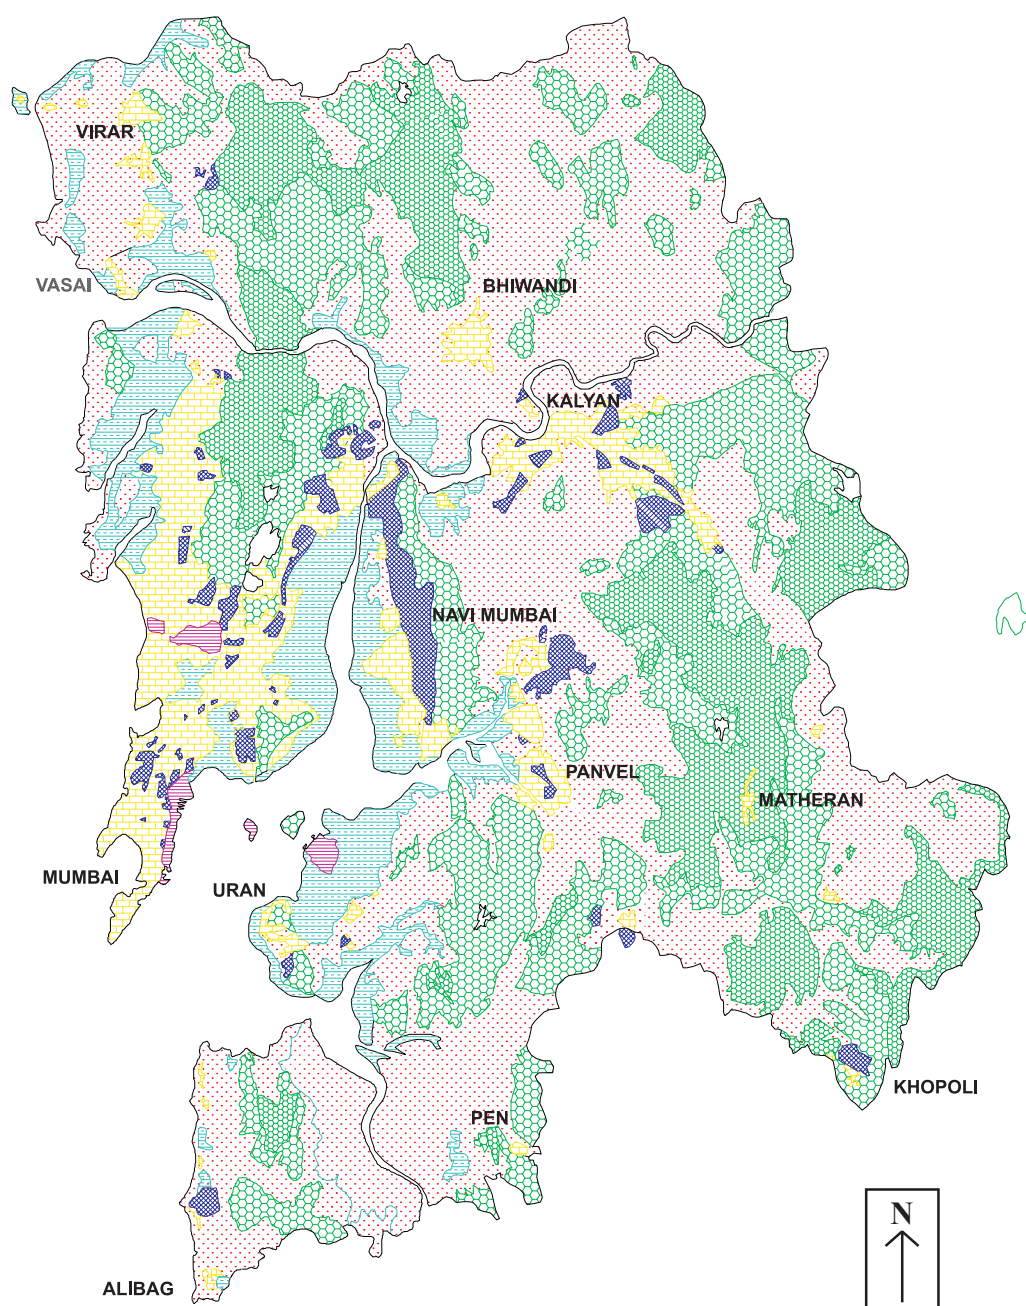 VIRAR
VASAI
BHIWANDI
KALYAN
NAVI MUMBAI
PANVEL
MATHERAN
MUMBAI
URAN
KHOPOLI
PEN
N
ALIBAG